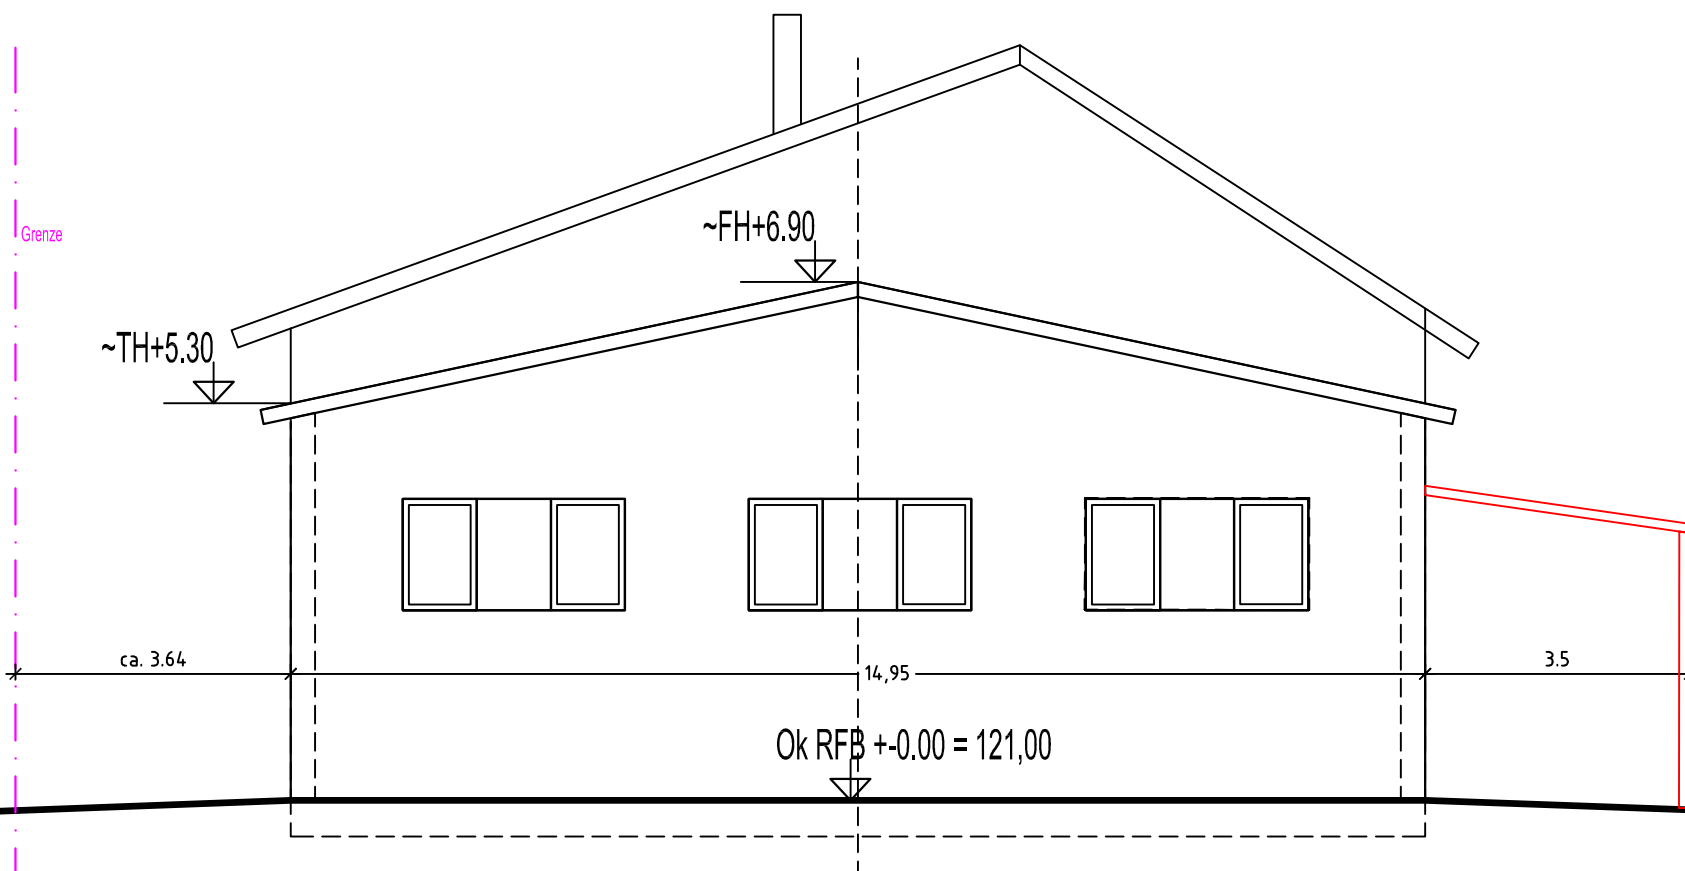 Grenze
~FH+6.90
~TH+5.30
ca. 3.64
14,95
3.5
Ok RFB +-0.00 = 121,00